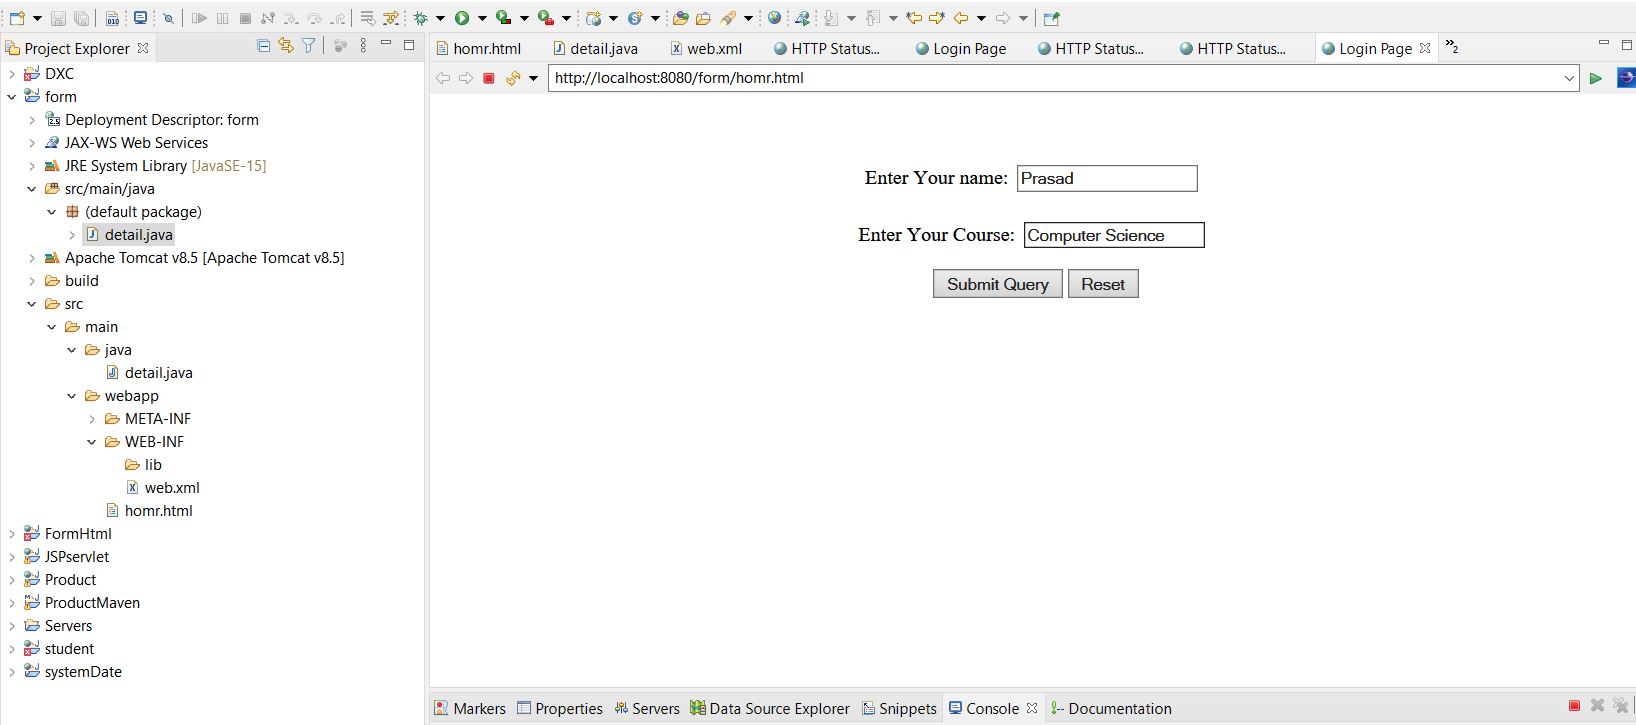 Project Explorer
homr.html detail.java web.xml HTTP Status... Login Page HTTP Status... HTTP Status... Login Page »2
http://localhost:8080/form/homr.html
DXC
form
Deployment Descriptor: form
JAX-WS Web Services
JRE System Library [JavaSE-15]
src/main/java
(default package)
detail.java
Apache Tomcat v8.5 [Apache Tomcat v8.5]
build
src
main
java
detail.java
webapp
META-INF
WEB-INF
lib
web.xml
homr.html
FormHtml
JSPservlet
Product
ProductMaven
Servers
student
systemDate
Enter Your name: Prasad
Enter Your Course: Computer Science
Submit Query Reset
Markers Properties Servers Data Source Explorer Snippets Console Documentation